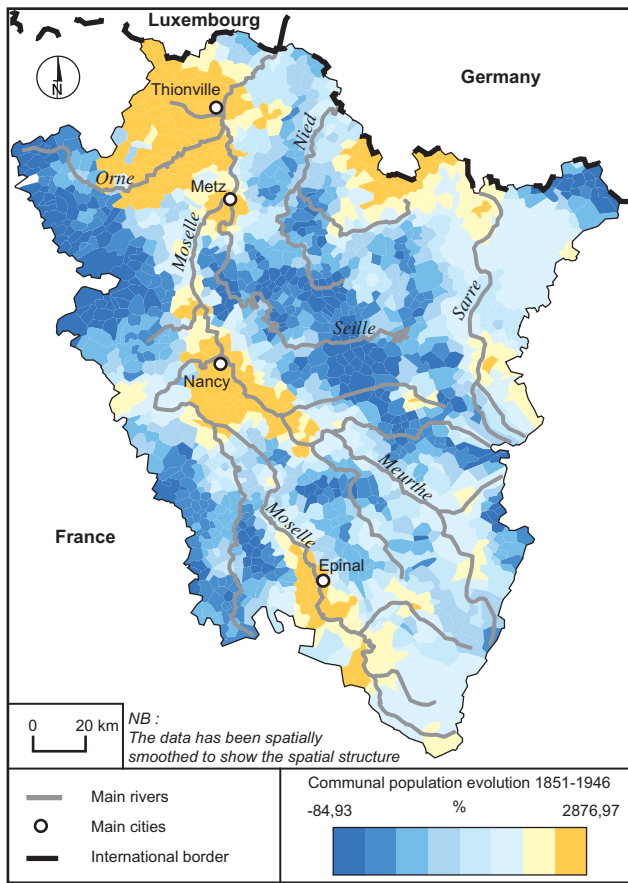 Luxembourg
Germany
N
Thionville
Nied
Orne
Metz
Moselle
Sarre
Seille
Nancy
Meurthe
Moselle
France
Epinal
0 20 km
NB :
The data has been spatially
smoothed to show the spatial structure
Main rivers
Main cities
International border
Communal population evolution 1851-1946
-84,93 % 2876,97